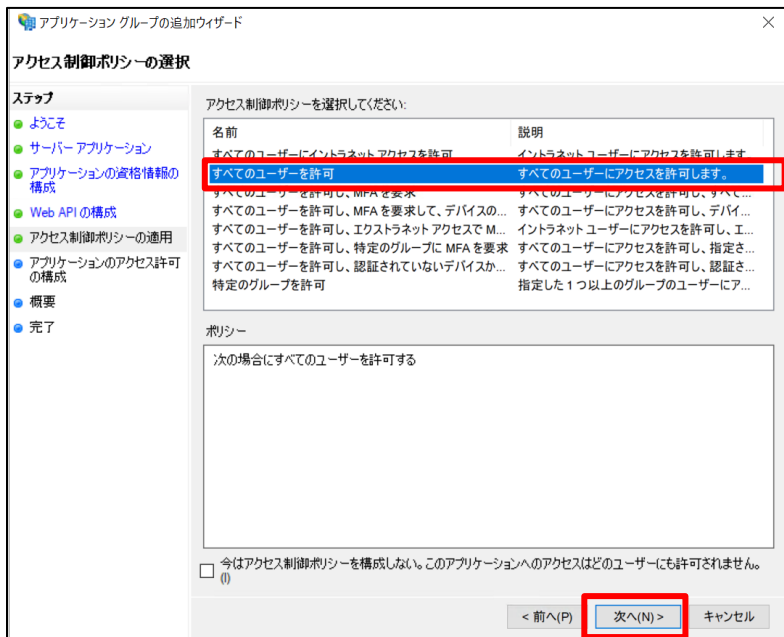 アプリケーション グループの追加ウィザード
アクセス制御ポリシーの選択
ステップ
ようこそ
サーバー アプリケーション
アプリケーションの資格情報の
構成
Web API の構成
アクセス制御ポリシーの適用
アプリケーションのアクセス許可
の構成
概要
完了
アクセス制御ポリシーを選択してください:
名前 説明
すべてのユーザーにイントラネット アクセスを許可 イントラネット ユーザーにアクセスを許可します。
すべてのユーザーを許可 すべてのユーザーにアクセスを許可します。
すべてのユーザーを許可し、MFA を要求 すべてのユーザーにアクセスを許可し、すべて...
すべてのユーザーを許可し、MFA を要求して、デバイスの... すべてのユーザーにアクセスを許可し、デバイ...
すべてのユーザーを許可し、エクストラネット アクセスで M... イントラネット ユーザーにアクセスを許可し、エ...
すべてのユーザーを許可し、特定のグループに MFA を要求 すべてのユーザーにアクセスを許可し、指定さ...
すべてのユーザーを許可し、認証されていないデバイスか... すべてのユーザーにアクセスを許可し、認証さ...
特定のグループを許可 指定した 1 つ以上のグループのユーザーにア...
ポリシー
次の場合にすべてのユーザーを許可する
今はアクセス制御ポリシーを構成しない。このアプリケーションへのアクセスはどのユーザーにも許可されません。
(I)
< 前へ(P) 次へ(N) > キャンセル